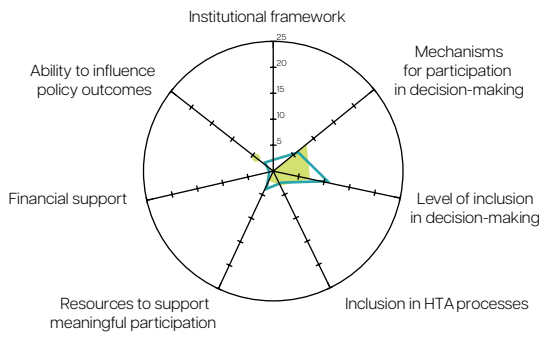 Institutional framework
25
20
15
10
5
Mechanisms
for participation
in decision-making
Level of inclusion
in decision-making
Inclusion in HTA processes
Resources to support
meaningful participation
Financial support
Ability to influence
policy outcomes